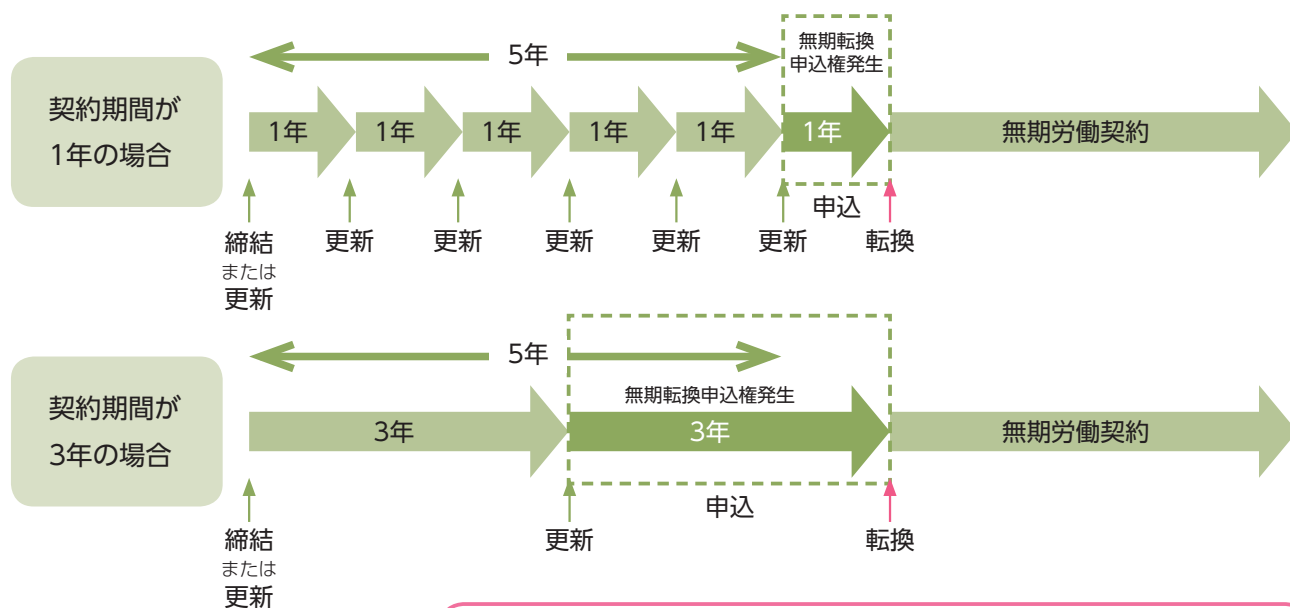 契約期間が
1年の場合
5年
無期転換
申込権発生
1年 1年 1年 1年 1年 1年 無期労働契約
申込
締結
または
更新
更新 更新 更新 更新 更新 転換
契約期間が
3年の場合
5年
無期転換申込権発生
3年 3年 無期労働契約
申込
締結
または
更新
更新 転換